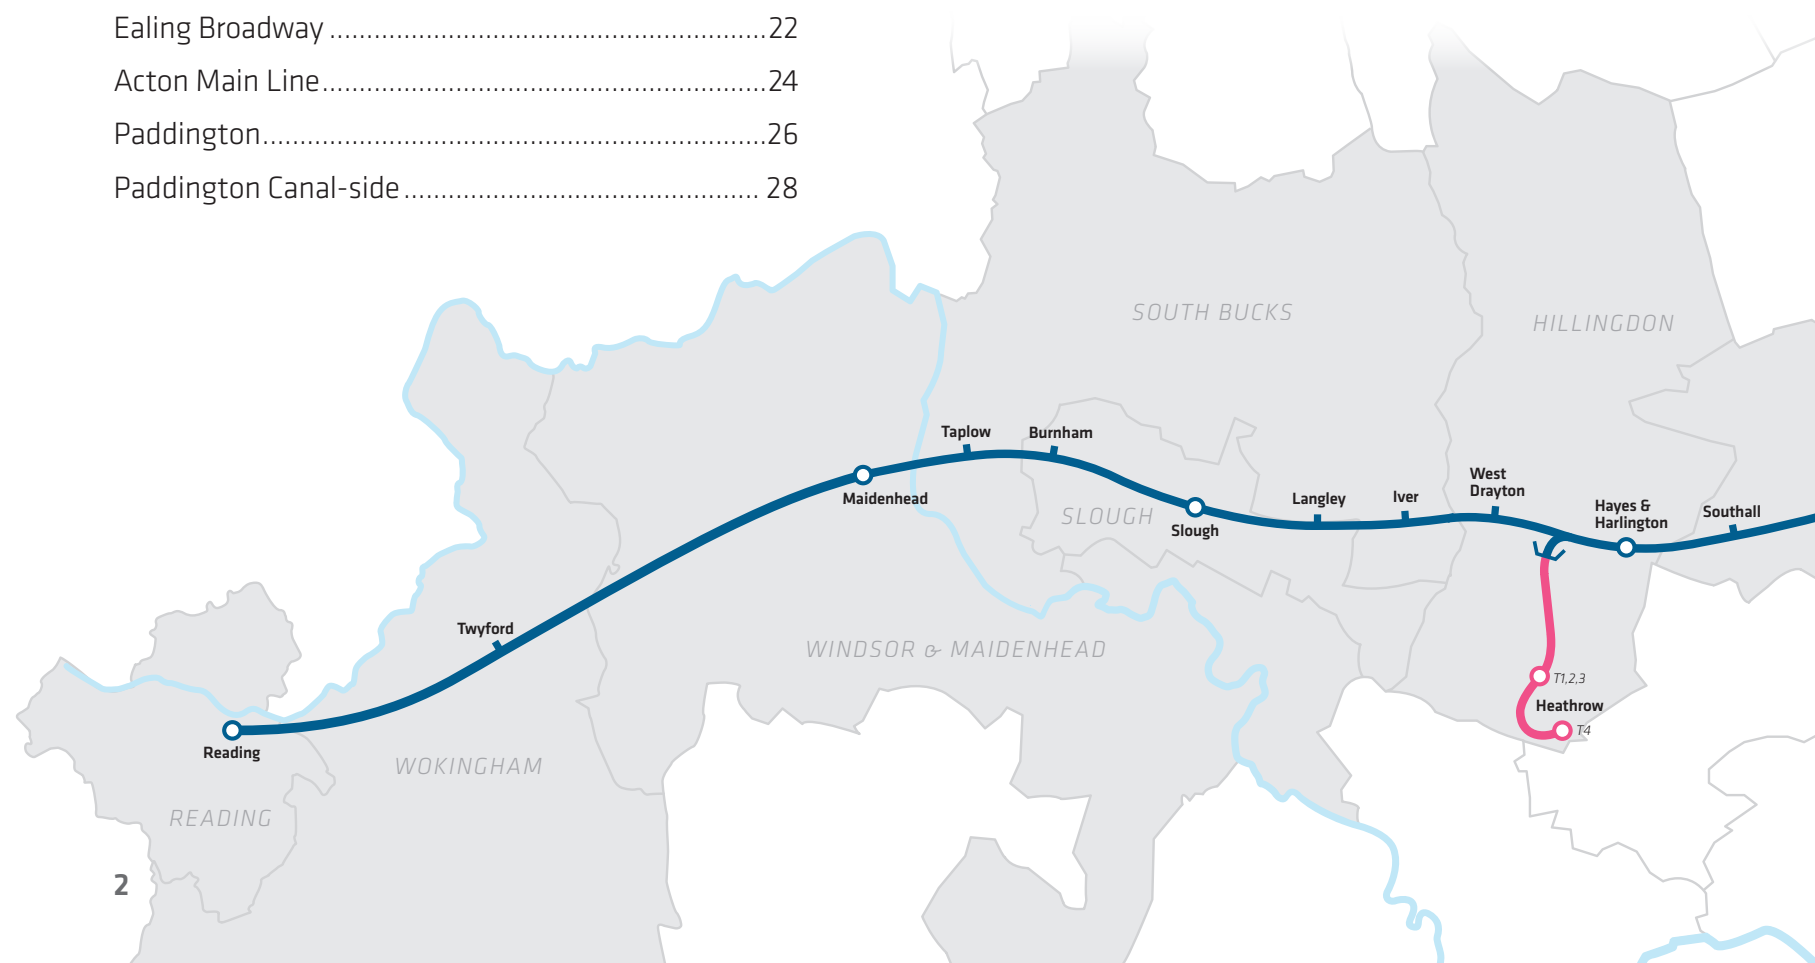 Ealing Broadway ........................................................... 22
Acton Main Line ............................................................ 24
Paddington .................................................................... 26
Paddington Canal-side ................................................ 28
SOUTH BUCKS
HILLINGDON
Taplow
Burnham
Maidenhead
SLOUGH
Slough
Langley
Iver
West
Drayton
Hayes &
Harlington
Southall
Twyford
WINDSOR & MAIDENHEAD
T1,2,3
Heathrow
T4
Reading
WOKINGHAM
READING
2